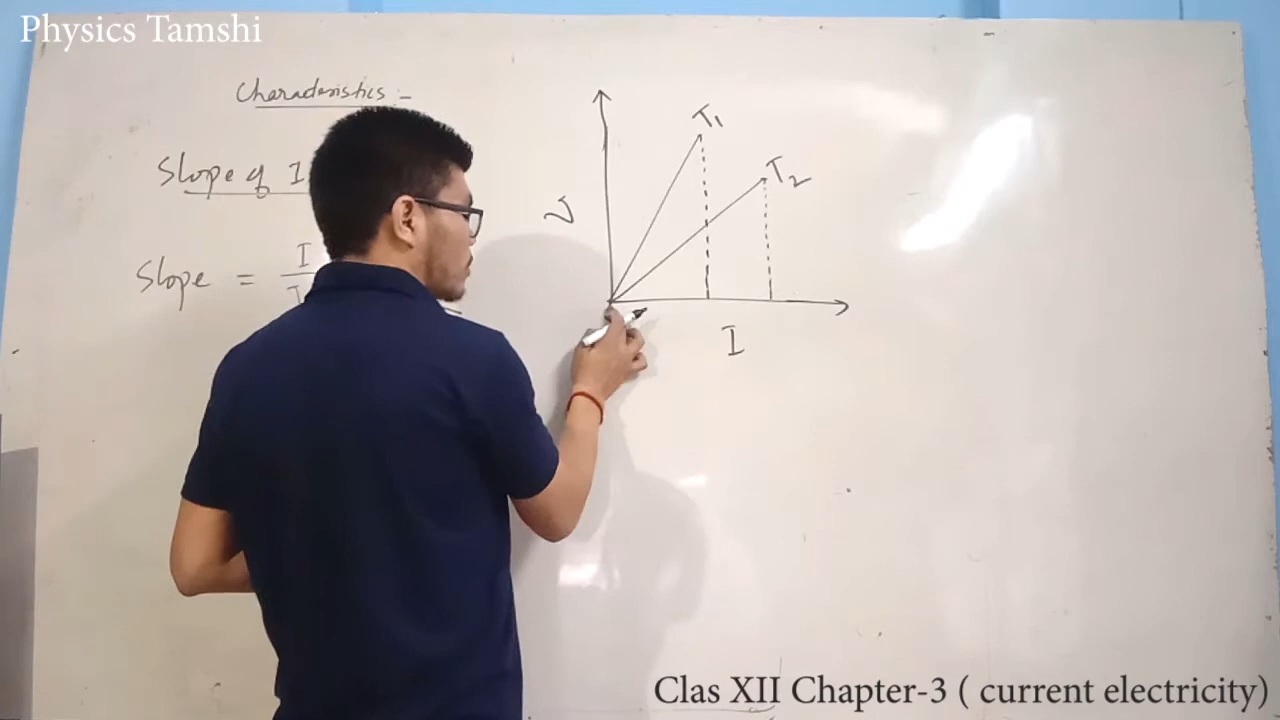 Physics Tamshi
Characteristics :-
Slope of I
Slope = I
V
T1
T2
I
Clas XII Chapter-3 ( current electricity)